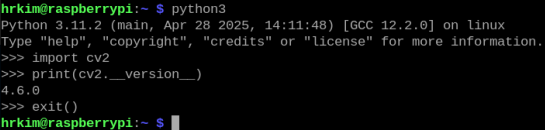 hrkim@raspberrypi:~ $ python3
Python 3.11.2 (main, Apr 28 2025, 14:11:48) [GCC 12.2.0] on linux
Type "help", "copyright", "credits" or "license" for more information.
>>> import cv2
>>> print(cv2.__version__)
4.6.0
>>> exit()
hrkim@raspberrypi:~ $